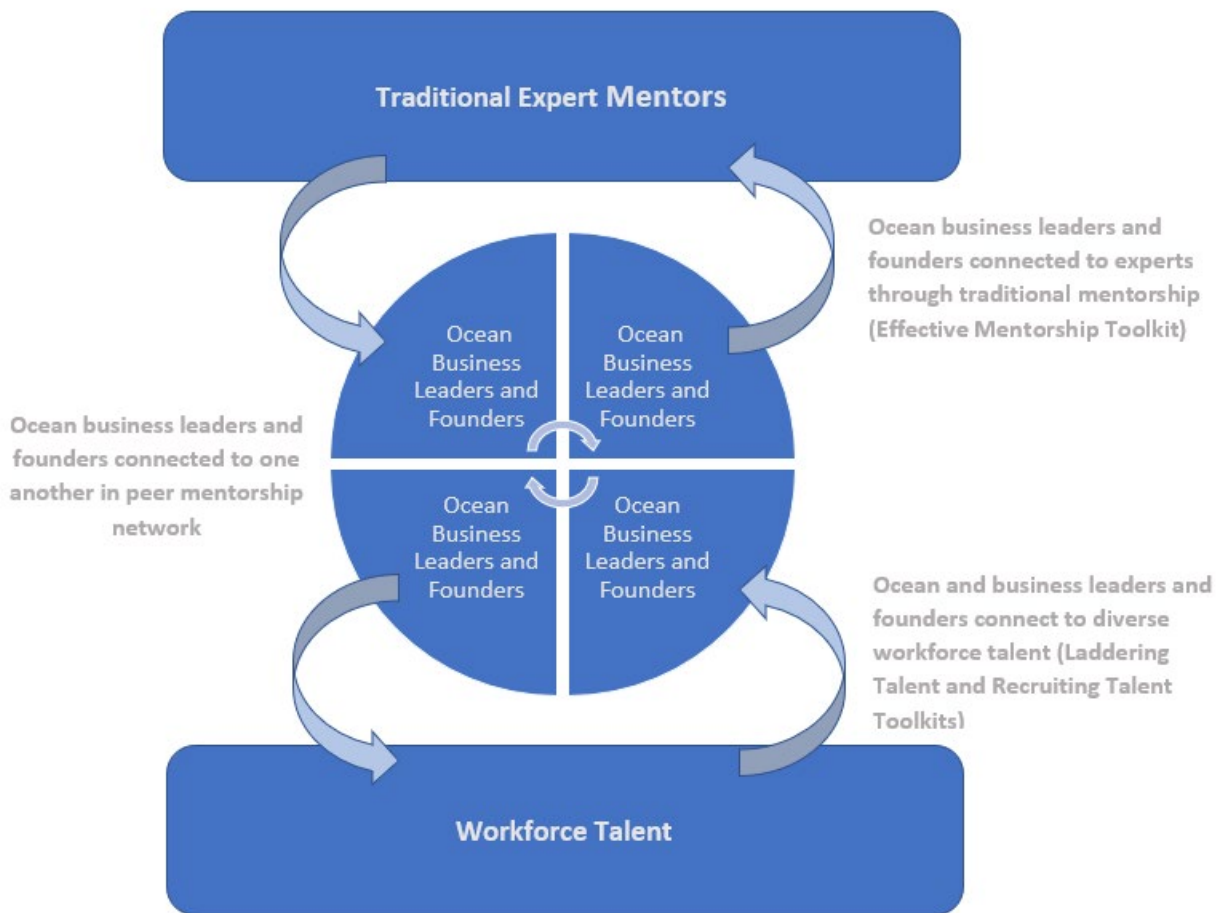 Traditional Expert Mentors
Ocean business leaders and
founders connected to experts
through traditional mentorship
(Effective Mentorship Toolkit)
Ocean
Business
Leaders and
Founders
Ocean
Business
Leaders and
Founders
Ocean business leaders and
founders connected to one
another in peer mentorship
network
Ocean
Business
Leaders and
Founders
Ocean
Business
Leaders and
Founders
Ocean and business leaders and
founders connect to diverse
workforce talent (Laddering
Talent and Recruiting Talent
Toolkits)
Workforce Talent